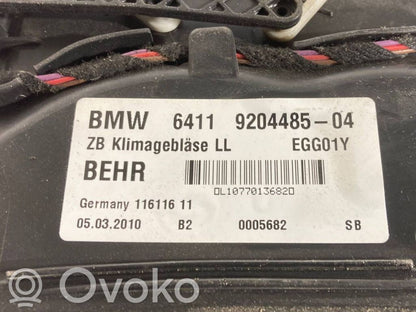 BMW 6411 9204485-04
ZB Klimagebläse LL EGG01Y
BEHR
DL1077013682D
Germany 116116 11
05.03.2010 B2 0005682 SB
Ovoko